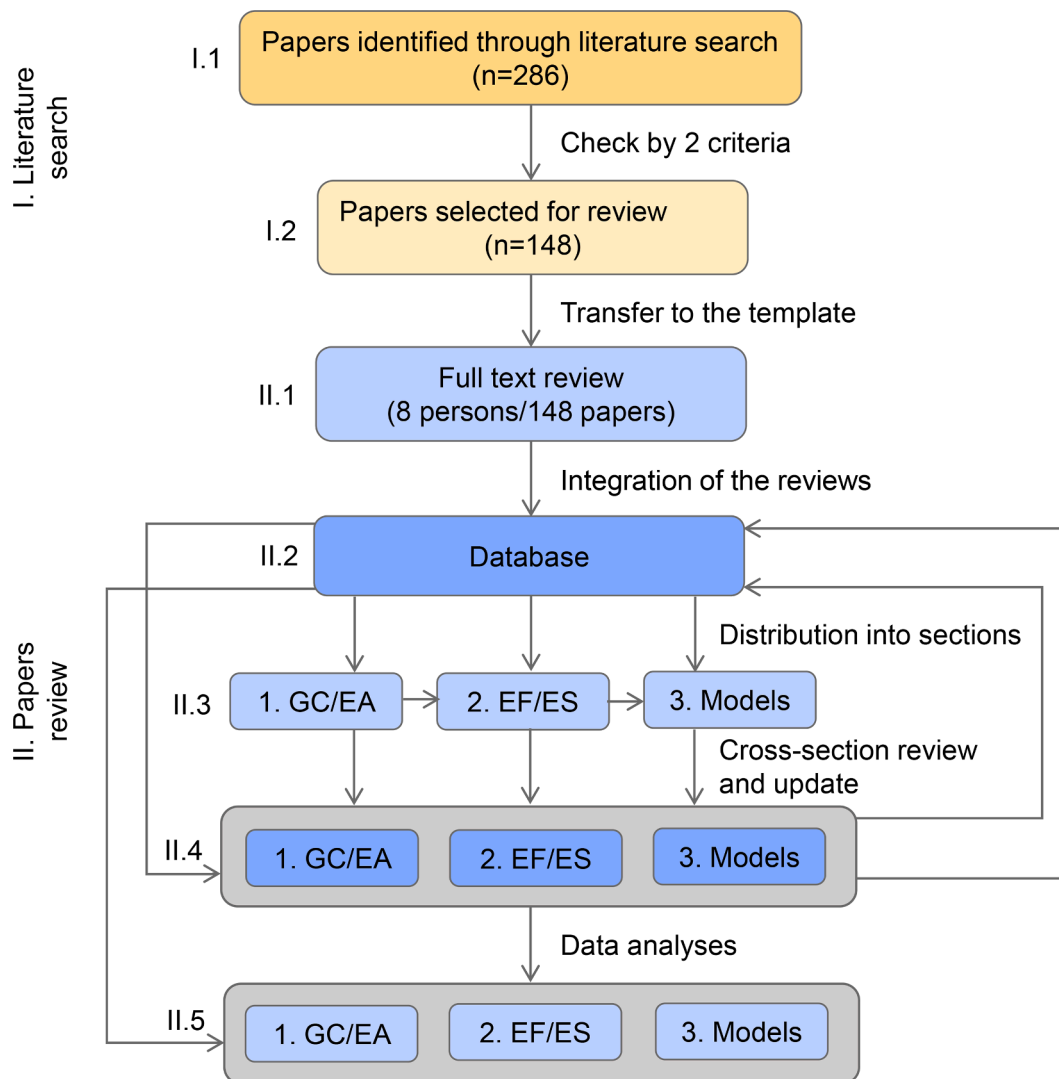 I. Literature
search
I.1
Papers identified through literature search
(n=286)
Check by 2 criteria
I.2
Papers selected for review
(n=148)
Transfer to the template
II. Papers
review
II.1
Full text review
(8 persons/148 papers)
Integration of the reviews
II.2
Database
Distribution into sections
II.3
1. GC/EA
2. EF/ES
3. Models
Cross-section review
and update
II.4
1. GC/EA
2. EF/ES
3. Models
Data analyses
II.5
1. GC/EA
2. EF/ES
3. Models